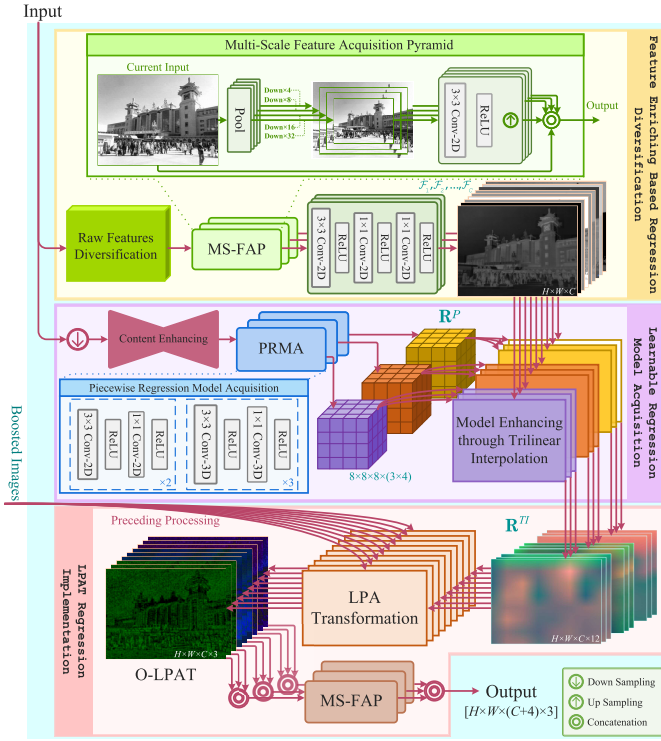 Input
Multi-Scale Feature Acquisition Pyramid
Current Input
Pool
Down×4
Down×8
Down×16
Down×32
3×3 Conv-2D
ReLU
Output
Feature Enriching Based Regression
Diversification
Raw Features
Diversification
MS-FAP
3×3 Conv-2D
ReLU
1×1 Conv-2D
ReLU
1×1 Conv-2D
ReLU
H×W×C
Content Enhancing
PRMA
R^P
Learnable Regression
Model Acquisition
Piecewise Regression Model Acquisition
3×3 Conv-2D
ReLU
1×1 Conv-2D
ReLU
×2
3×3 Conv-3D
ReLU
1×1 Conv-3D
ReLU
×3
8×8×8×(3×4)
Model Enhancing
through Trilinear
Interpolation
Boosted Images
Preceding Processing
R^TI
LPAT Regression
Implementation
H×W×C×3
O-LPAT
LPA
Transformation
H×W×C×12
MS-FAP
Output
[H×W×(C+4)×3]
Down Sampling
Up Sampling
Concatenation